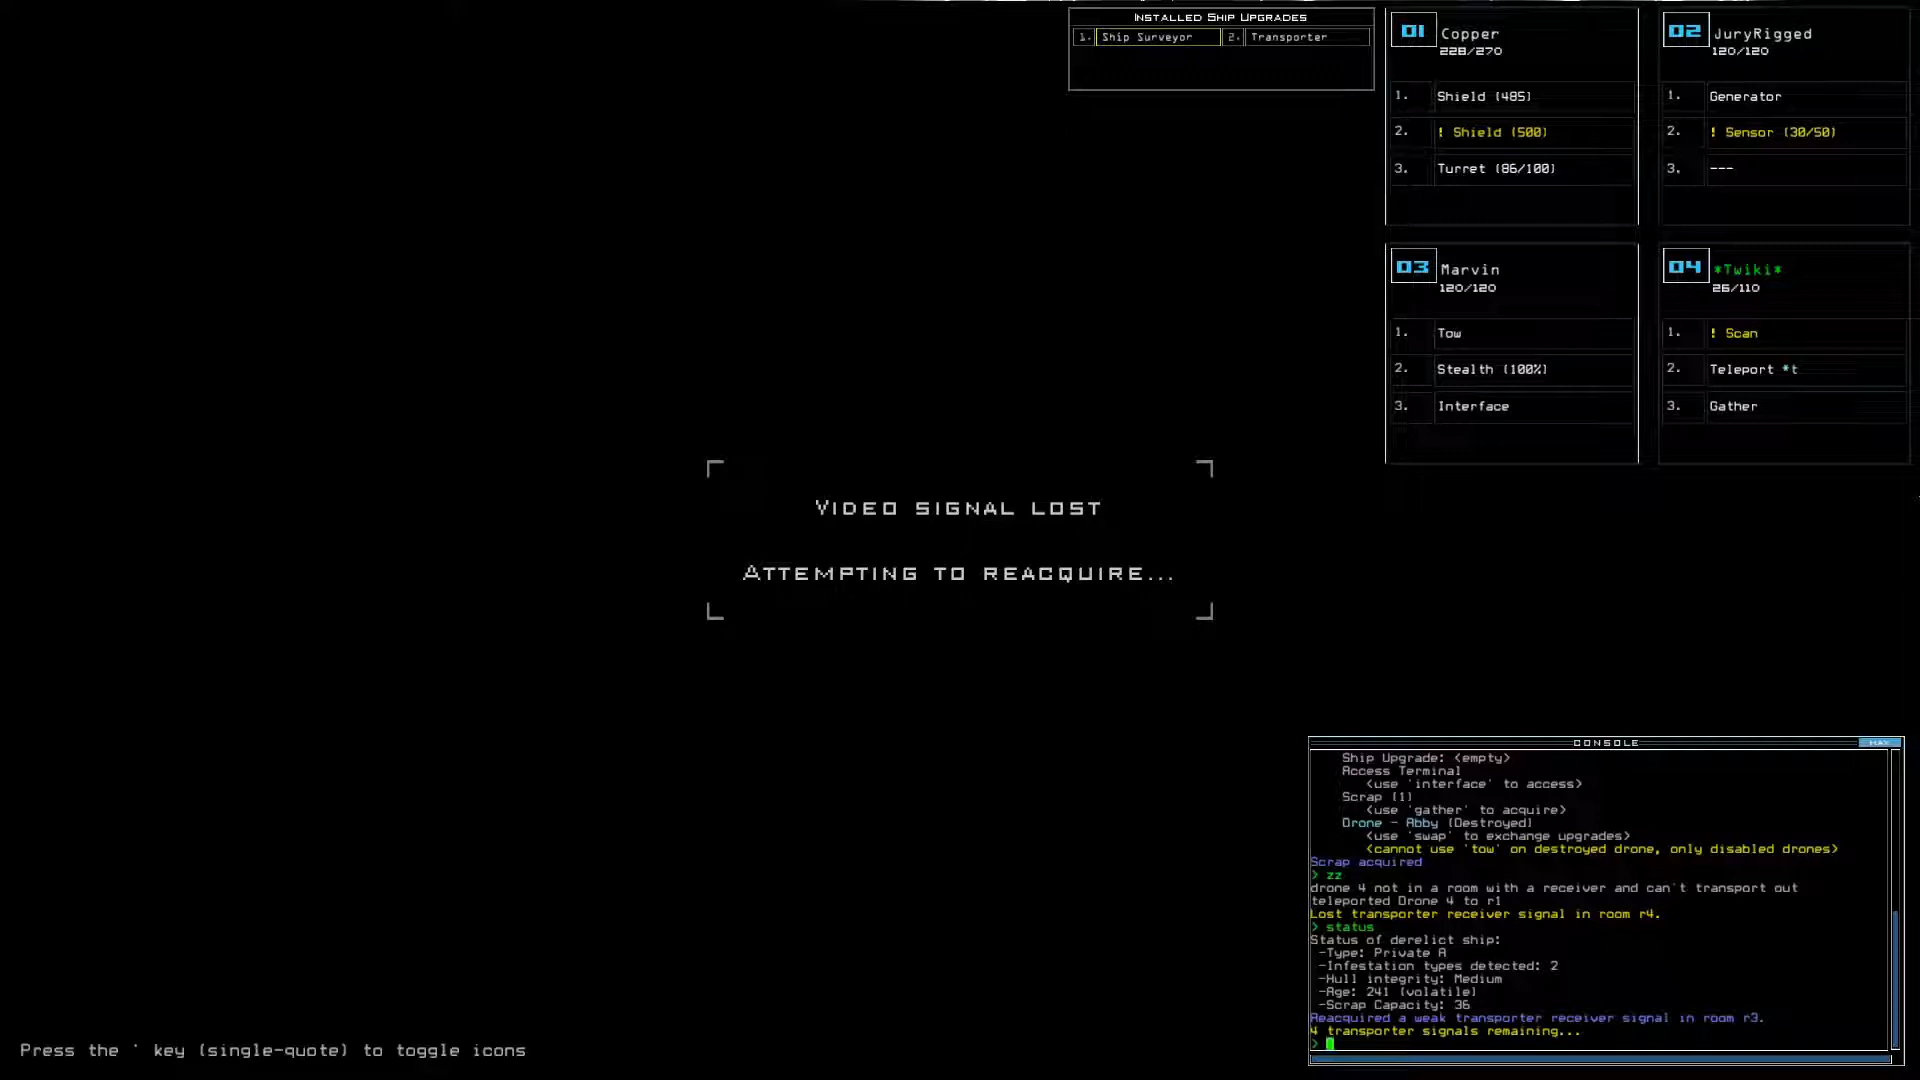 Installed Ship Upgrades
1. Ship Surveyor 2. Transporter
01 Copper
228/270
1. Shield (485)
2. ! Shield (500)
3. Turret (86/100)
02 JuryRigged
120/120
1. Generator
2. ! Sensor (30/50)
3. ---
03 Marvin
120/120
1. Tow
2. Stealth (100%)
3. Interface
04 *Twiki*
26/110
1. ! Scan
2. Teleport *t
3. Gather
Video signal lost
Attempting to reacquire...
Console
Ship Upgrade: <empty>
Access Terminal
<use 'interface' to access>
Scrap (1)
<use 'gather' to acquire>
Drone - Abby (Destroyed)
<use 'swap' to exchange upgrades>
<cannot use 'tow' on destroyed drone, only disabled drones>
Scrap acquired
> zz
drone 4 not in a room with a receiver and can't transport out
teleported Drone 4 to r1
Lost transporter receiver signal in room r4.
> status
Status of derelict ship:
-Type: Private A
-Infestation types detected: 2
-Hull integrity: Medium
-Age: 241 (volatile)
-Scrap Capacity: 36
Reacquired a weak transporter receiver signal in room r3.
4 transporter signals remaining...
>
Press the ' key (single-quote) to toggle icons